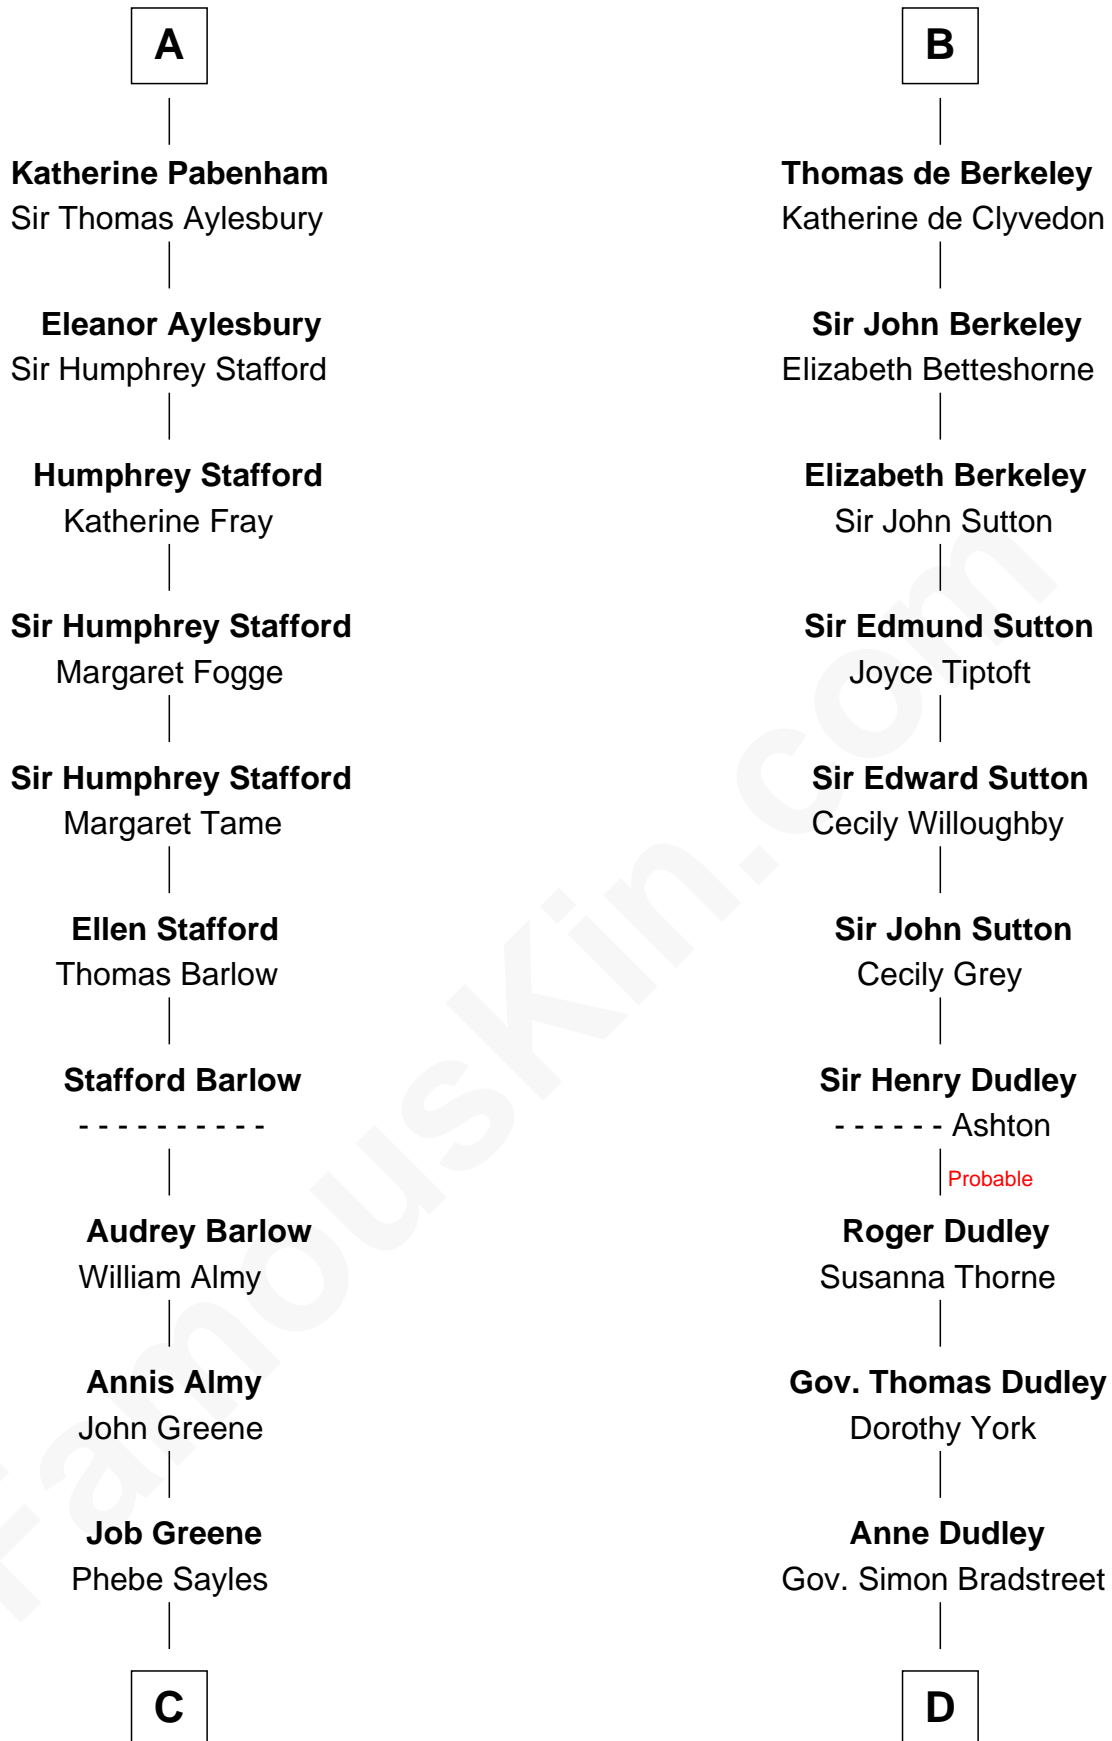 A
Katherine Pabenham
Sir Thomas Aylesbury
Eleanor Aylesbury
Sir Humphrey Stafford
Humphrey Stafford
Katherine Fray
Sir Humphrey Stafford
Margaret Fogge
Sir Humphrey Stafford
Margaret Tame
Ellen Stafford
Thomas Barlow
Stafford Barlow
- - - - - - - - - -
Audrey Barlow
William Almy
Annis Almy
John Greene
Job Greene
Phebe Sayles
C
B
Thomas de Berkeley
Katherine de Clyvedon
Sir John Berkeley
Elizabeth Betteshorne
Elizabeth Berkeley
Sir John Sutton
Sir Edmund Sutton
Joyce Tiptoft
Sir Edward Sutton
Cecily Willoughby
Sir John Sutton
Cecily Grey
Sir Henry Dudley
- - - - - - Ashton
Probable
Roger Dudley
Susanna Thorne
Gov. Thomas Dudley
Dorothy York
Anne Dudley
Gov. Simon Bradstreet
D
FamousKin.com